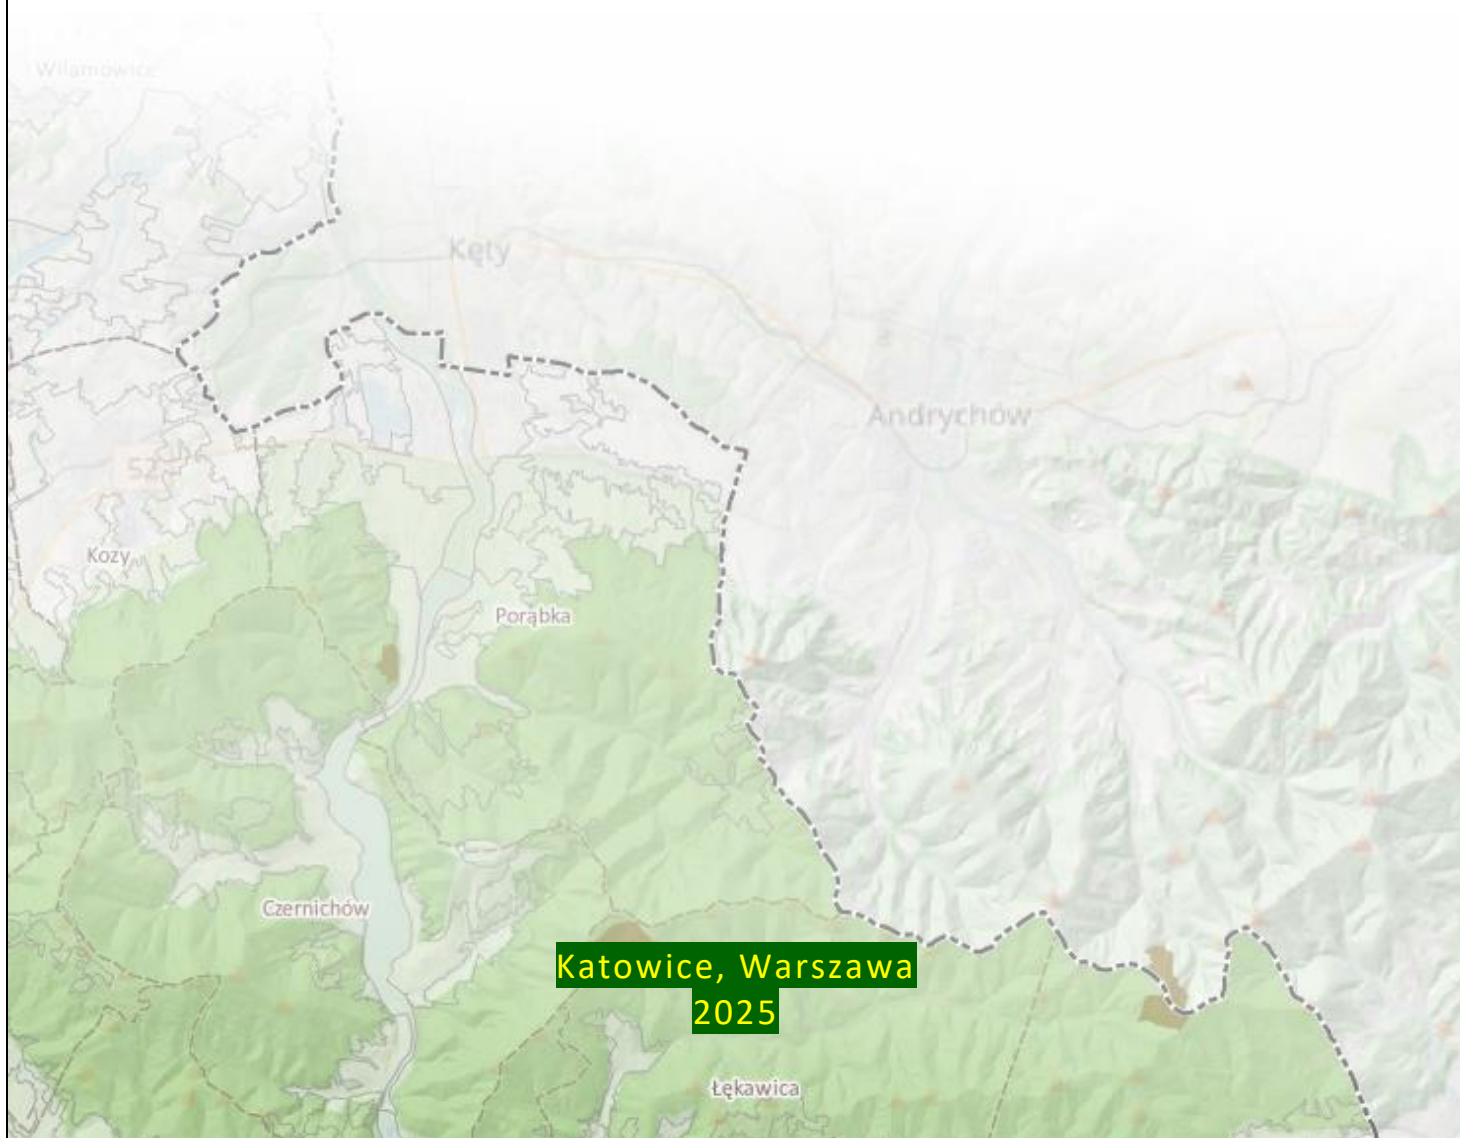 Wilamowice
Kęty
Andrychów
52
Kozy
Porąbka
Czernichów
Katowice, Warszawa
2025
Łękawica